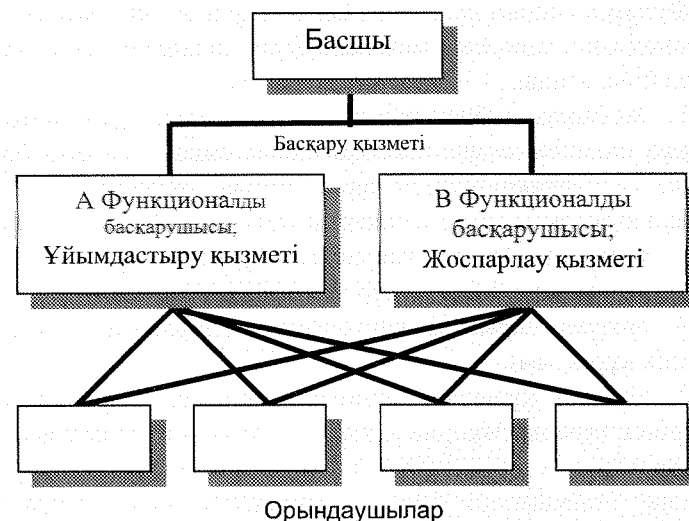 Басшы
Басқару қызметі
А Функционалды
басқарушысы;
Ұйымдастыру қызметі
В Функционалды
басқарушысы;
Жоспарлау қызметі
Орындаушылар